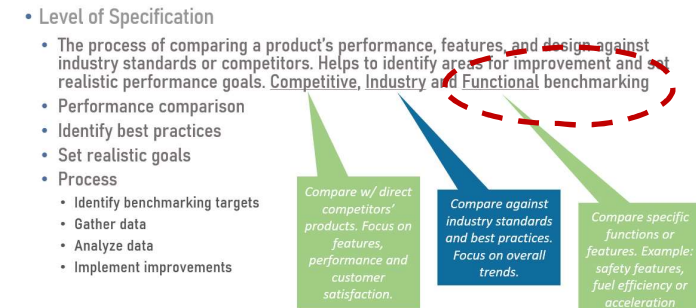 • Level of Specification
• The process of comparing a product's performance, features, and design against
industry standards or competitors. Helps to identify areas for improvement and set
realistic performance goals. Competitive, Industry and Functional benchmarking
• Performance comparison
• Identify best practices
• Set realistic goals
• Process
• Identify benchmarking targets
• Gather data
• Analyze data
• Implement improvements
Compare w/ direct
competitors'
products. Focus on
features,
performance and
customer
satisfaction.
Compare against
industry standards
and best practices.
Focus on overall
trends.
Compare specific
functions or
features. Example:
safety features,
fuel efficiency or
acceleration